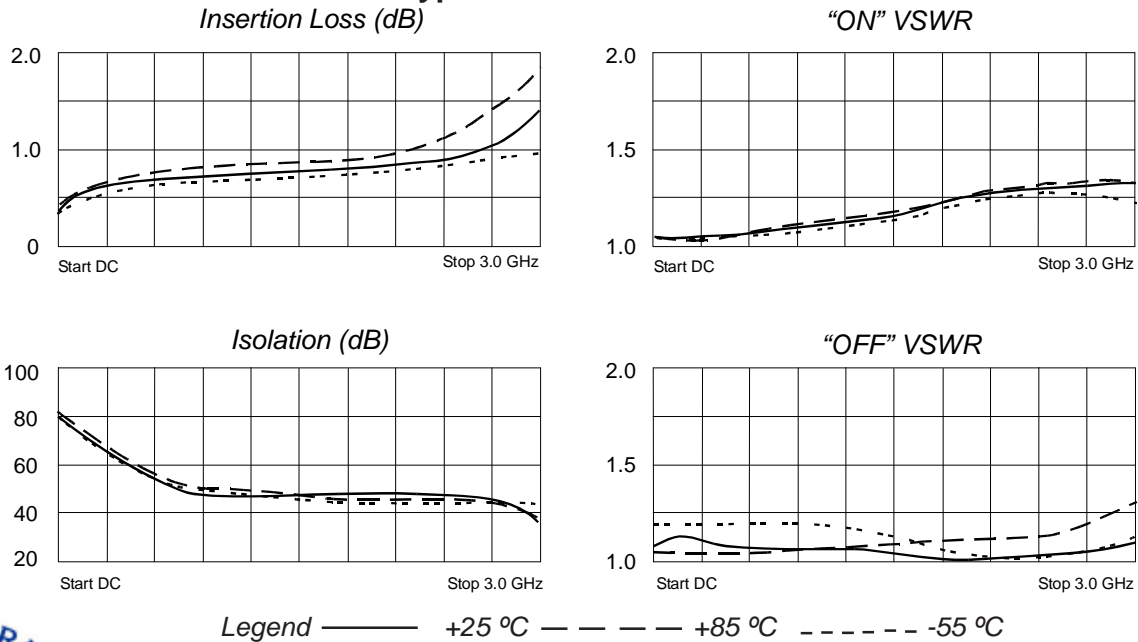 Insertion Loss (dB)
2.0
1.0
0
Start DC
Stop 3.0 GHz
“ON” VSWR
2.0
1.5
1.0
Start DC
Stop 3.0 GHz
Isolation (dB)
100
80
60
40
20
Start DC
Stop 3.0 GHz
“OFF” VSWR
2.0
1.5
1.0
Start DC
Stop 3.0 GHz
Legend +25 ºC +85 ºC -55 ºC